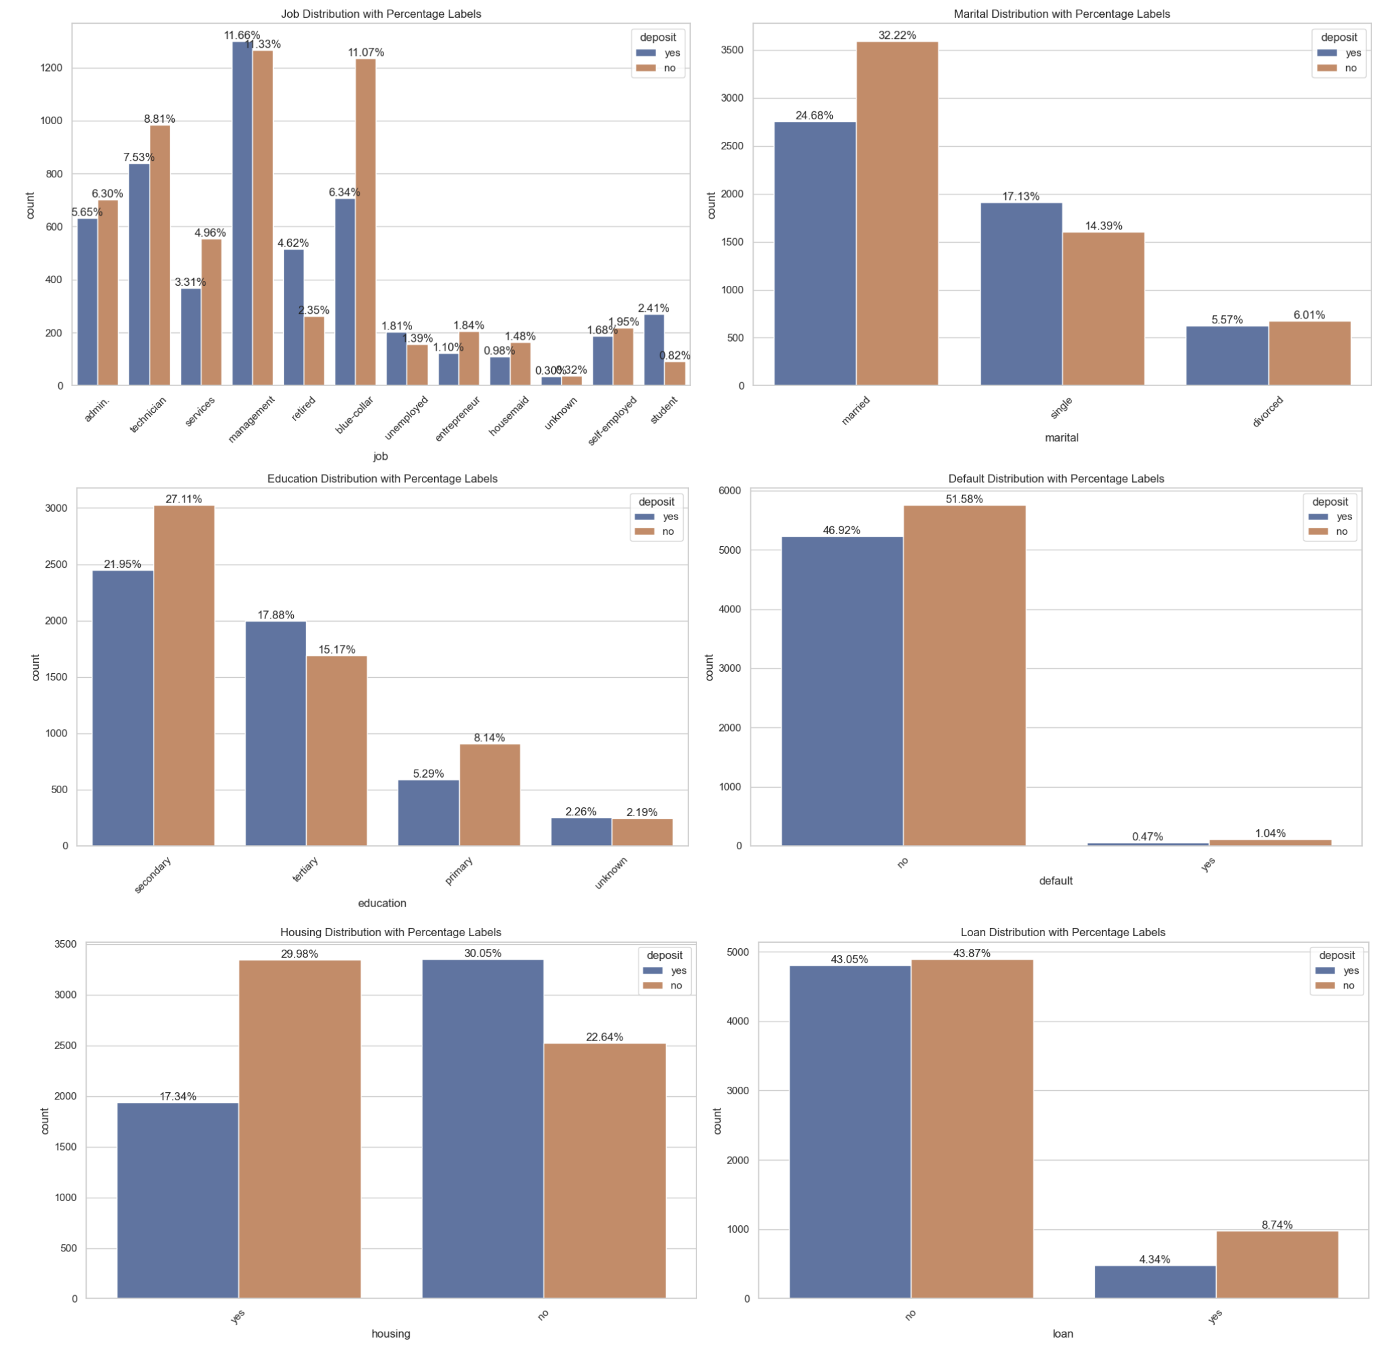 Job Distribution with Percentage Labels
deposit
yes
no
count
1200
1000
800
600
400
200
0
5.65%
6.30%
7.53%
8.81%
3.31%
4.96%
11.66%
11.33%
4.62%
2.35%
6.34%
11.07%
1.81%
1.39%
1.10%
1.84%
0.98%
1.48%
0.30%
0.32%
1.68%
1.95%
2.41%
0.82%
admin.
technician
services
management
retired
blue-collar
unemployed
entrepreneur
housemaid
unknown
self-employed
student
job
Marital Distribution with Percentage Labels
deposit
yes
no
count
3500
3000
2500
2000
1500
1000
500
0
24.68%
32.22%
17.13%
14.39%
5.57%
6.01%
married
single
divorced
marital
Education Distribution with Percentage Labels
deposit
yes
no
count
3000
2500
2000
1500
1000
500
0
21.95%
27.11%
17.88%
15.17%
5.29%
8.14%
2.26%
2.19%
secondary
tertiary
primary
unknown
education
Default Distribution with Percentage Labels
deposit
yes
no
count
6000
5000
4000
3000
2000
1000
0
46.92%
51.58%
0.47%
1.04%
no
yes
default
Housing Distribution with Percentage Labels
deposit
yes
no
count
3500
3000
2500
2000
1500
1000
500
0
17.34%
29.98%
30.05%
22.64%
yes
no
housing
Loan Distribution with Percentage Labels
deposit
yes
no
count
5000
4000
3000
2000
1000
0
43.05%
43.87%
4.34%
8.74%
no
yes
loan